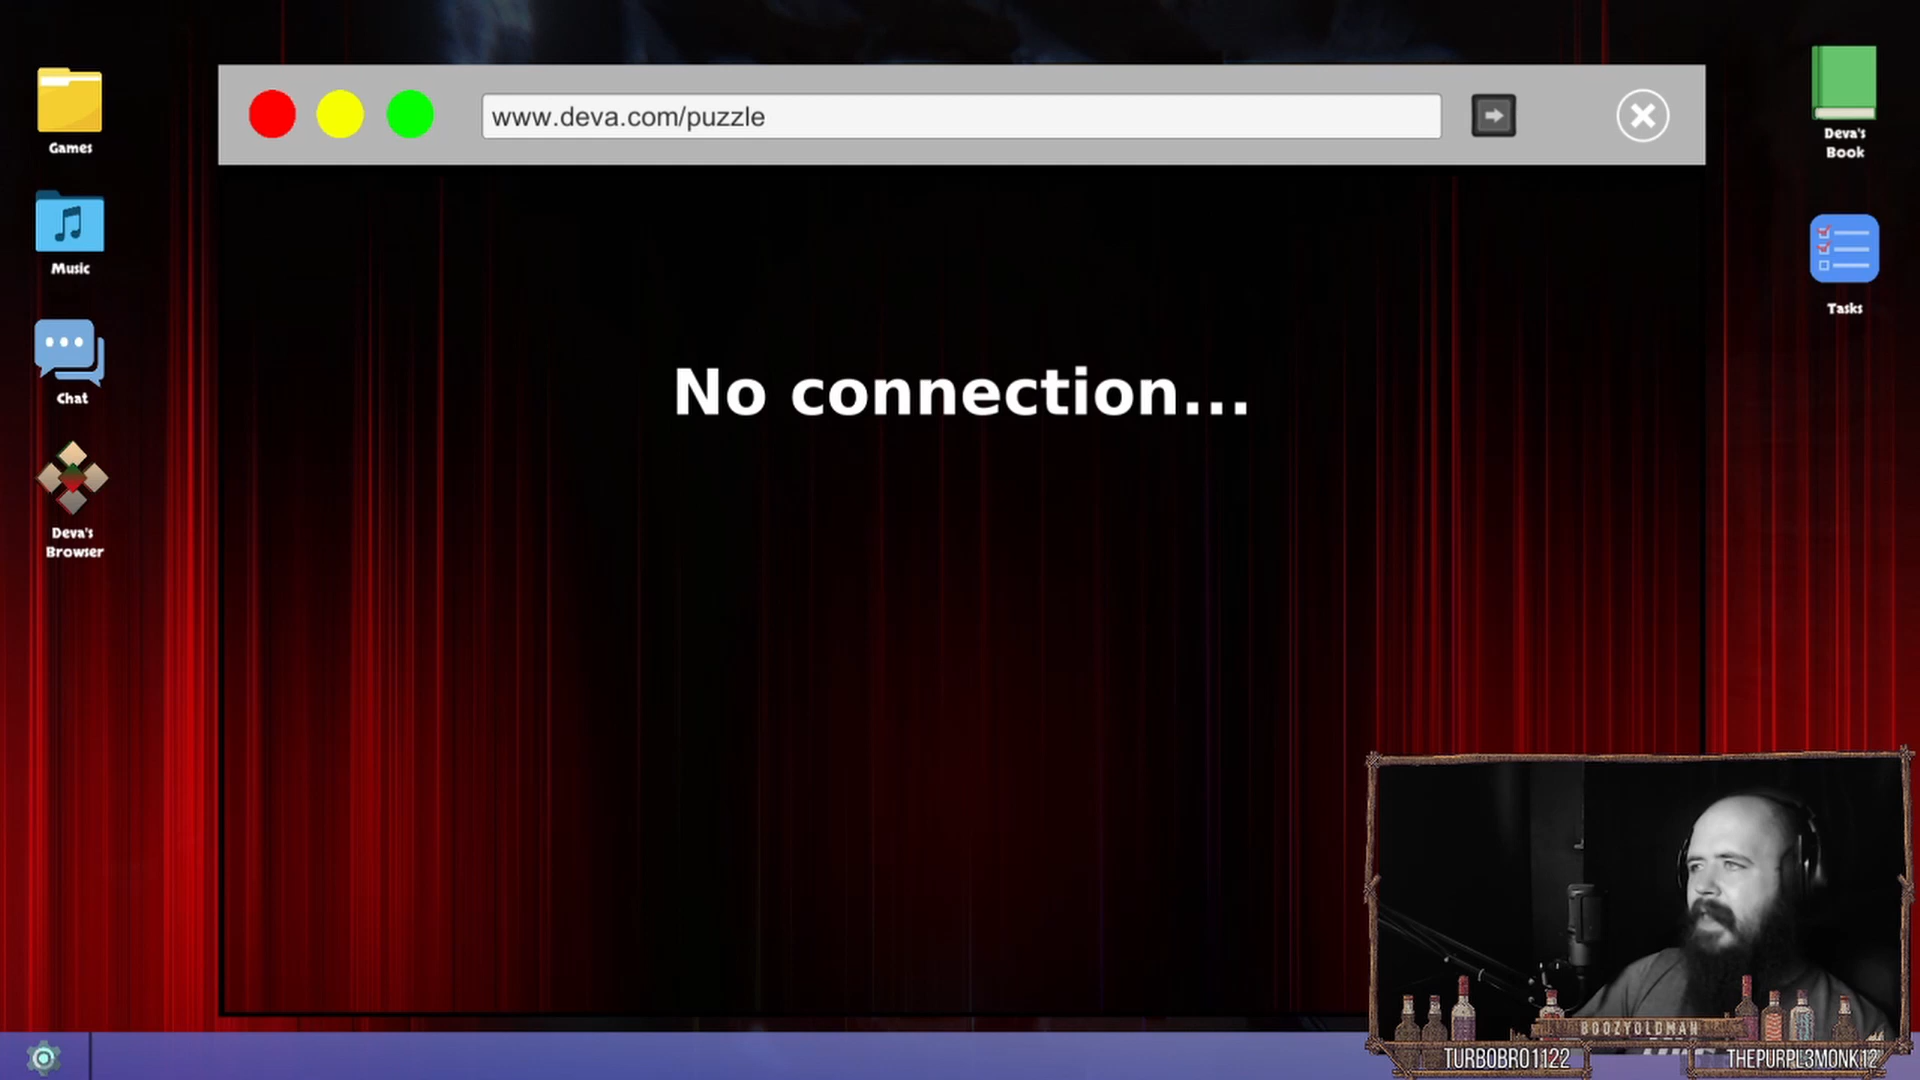 www.deva.com/puzzle
Games
Music
Chat
Deva's
Browser
Deva's
Book
Tasks
No connection...
BOOZYOLDMAN
TURBOBRO1122
THEPURPL3MONK12